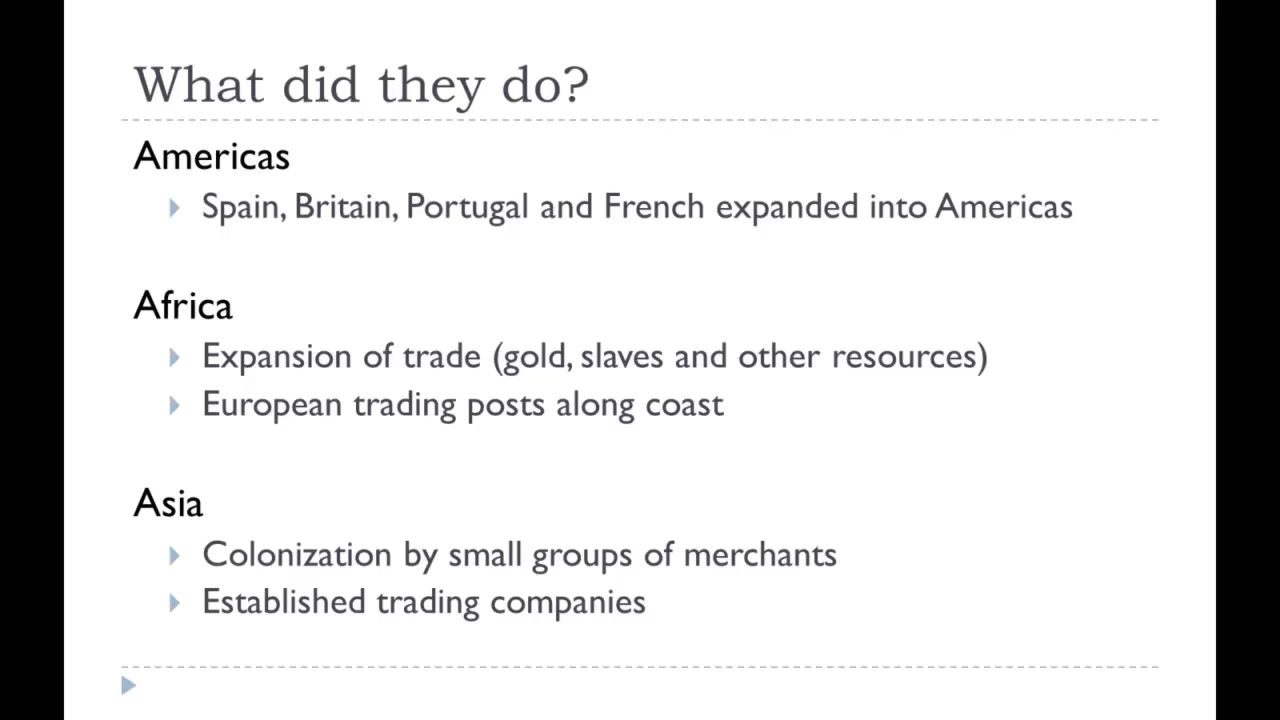 What did they do?
Americas
Spain, Britain, Portugal and French expanded into Americas
Africa
Expansion of trade (gold, slaves and other resources)
European trading posts along coast
Asia
Colonization by small groups of merchants
Established trading companies